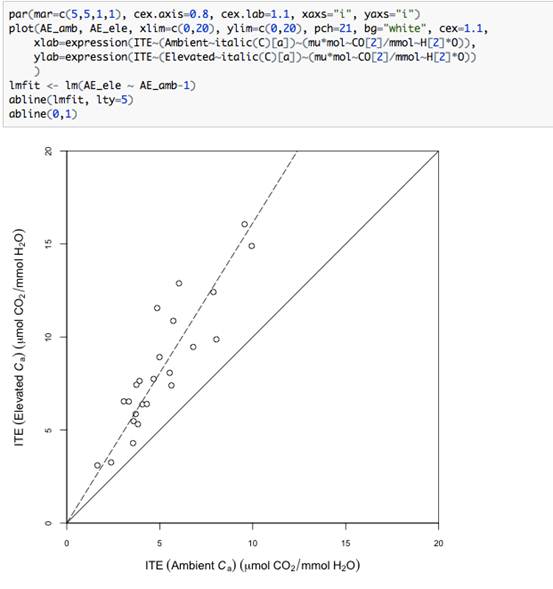 par(mar=c(5,5,1,1), cex.axis=0.8, cex.lab=1.1, xaxs="i", yaxs="i")
plot(AE_amb, AE_ele, xlim=c(0,20), ylim=c(0,20), pch=21, bg="white", cex=1.1,
xlab=expression(ITE~(Ambient~italic(C)[a])~(mu*mol~CO[2]/mmol~H[2]*O)),
ylab=expression(ITE~(Elevated~italic(C)[a])~(mu*mol~CO[2]/mmol~H[2]*O))
)
lmfit <- lm(AE_ele ~ AE_amb-1)
abline(lmfit, lty=5)
abline(0,1)
ITE (Elevated Cₐ) (μmol CO₂/mmol H₂O)
20
15
10
5
0
0 5 10 15 20
ITE (Ambient Cₐ) (μmol CO₂/mmol H₂O)